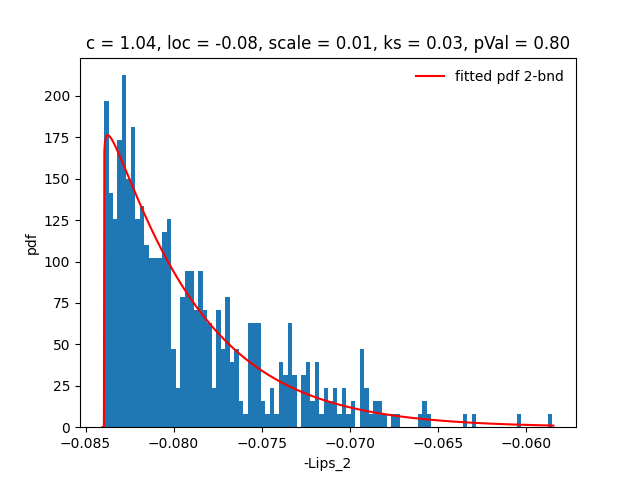 c = 1.04, loc = -0.08, scale = 0.01, ks = 0.03, pVal = 0.80
fitted pdf 2-bnd
200
175
150
125
100
75
50
25
0
pdf
−0.085 −0.080 −0.075 −0.070 −0.065 −0.060
-Lips_2